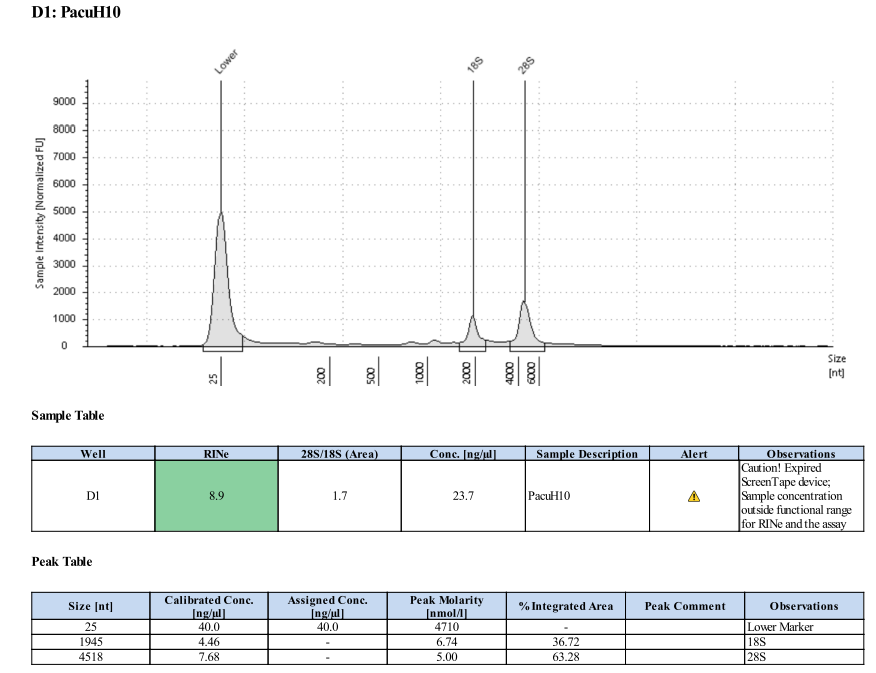 D1: PacuH10
Lower
18S
28S
Sample Intensity [Normalized FU]
9000
8000
7000
6000
5000
4000
3000
2000
1000
0
25
200
500
1000
2000
4000
6000
Size
[nt]
Sample Table
Well RINe 28S/18S (Area) Conc. [ng/µl] Sample Description Alert Observations
D1 8.9 1.7 23.7 PacuH10 Caution! Expired
ScreenTape device;
Sample concentration
outside functional range
for RINe and the assay
Peak Table
Size [nt] Calibrated Conc. [ng/µl] Assigned Conc. [ng/µl] Peak Molarity [nmol/l] % Integrated Area Peak Comment Observations
25 40.0 40.0 4710 - Lower Marker
1945 4.46 - 6.74 36.72 18S
4518 7.68 - 5.00 63.28 28S